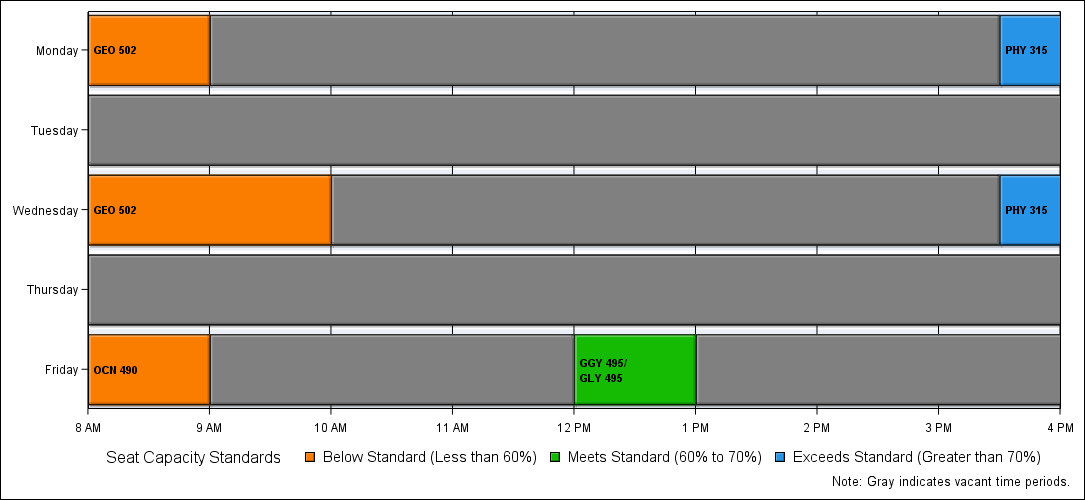 Monday
GEO 502
PHY 315
Tuesday
Wednesday
GEO 502
PHY 315
Thursday
Friday
OCN 490
GGY 495/
GLY 495
8 AM 9 AM 10 AM 11 AM 12 PM 1 PM 2 PM 3 PM 4 PM
Seat Capacity Standards Below Standard (Less than 60%) Meets Standard (60% to 70%) Exceeds Standard (Greater than 70%)
Note: Gray indicates vacant time periods.